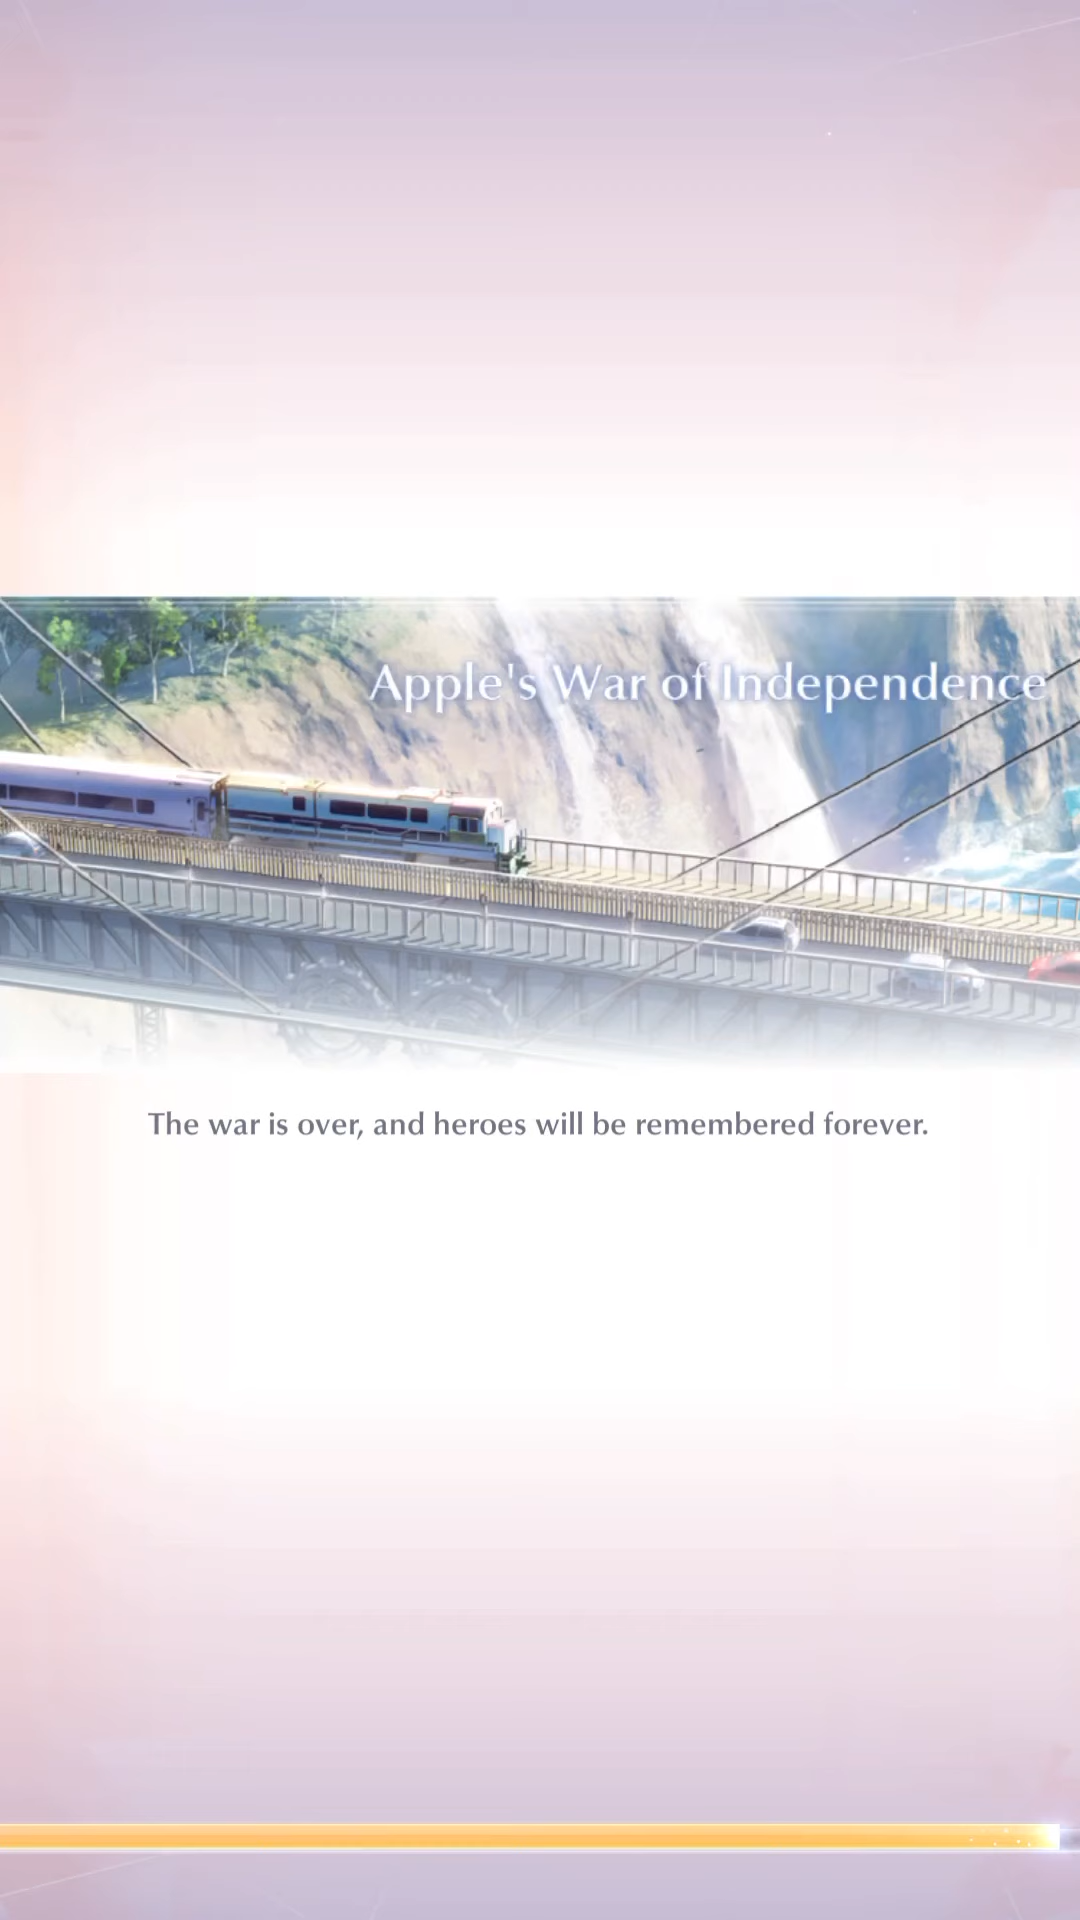 Apple's War of Independence
The war is over, and heroes will be remembered forever.